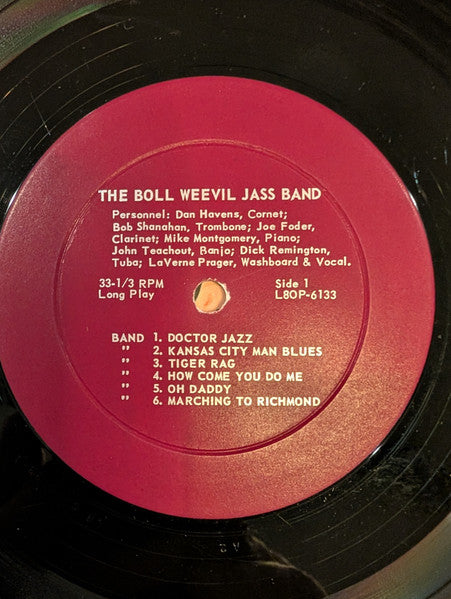 THE BOLL WEEVIL JASS BAND
Personnel: Dan Havens, Cornet;
Bob Shanahan, Trombone; Joe Foder,
Clarinet; Mike Montgomery, Piano;
John Teachout, Banjo; Dick Remington,
Tuba; LaVerne Prager, Washboard & Vocal.
33-1/3 RPM Side 1
Long Play L8OP-6133
BAND 1. DOCTOR JAZZ
" 2. KANSAS CITY MAN BLUES
" 3. TIGER RAG
" 4. HOW COME YOU DO ME
" 5. OH DADDY
" 6. MARCHING TO RICHMOND